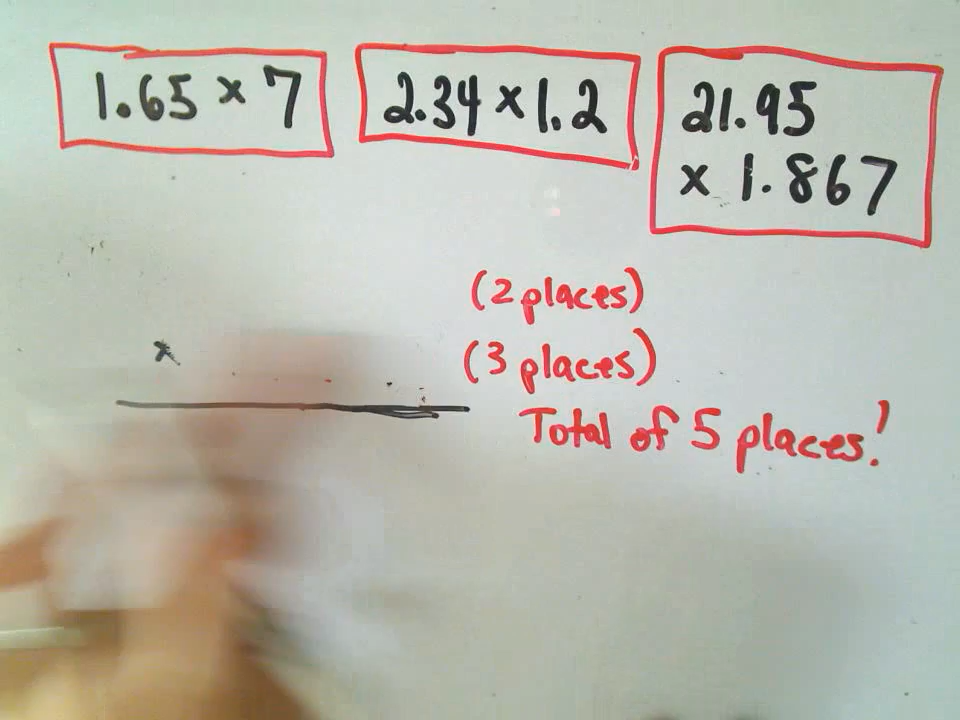 1.65 × 7
2.34 × 1.2
21.95
× 1.867
(2 places)
×
(3 places)
Total of 5 places!